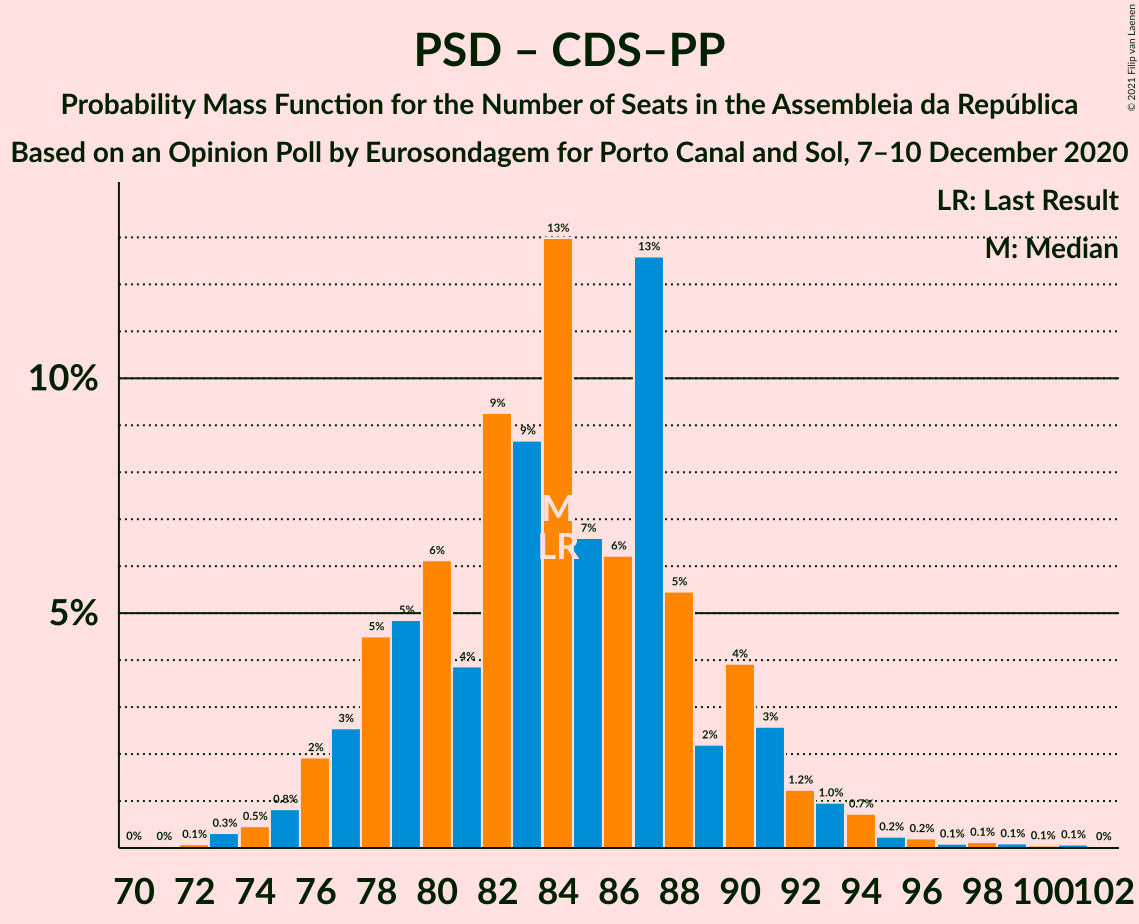 PSD – CDS–PP
Probability Mass Function for the Number of Seats in the Assembleia da República
Based on an Opinion Poll by Eurosondagem for Porto Canal and Sol, 7–10 December 2020
© 2021 Filip van Laenen
LR: Last Result
M: Median
10%
5%
0% 0% 0.1% 0.3% 0.5% 0.8% 2% 3% 5% 5% 6% 4% 9% 9% 13% 7% 6% 13% 5% 2% 4% 3% 1.2% 1.0% 0.7% 0.2% 0.2% 0.1% 0.1% 0.1% 0.1% 0.1% 0%
M
LR
70 72 74 76 78 80 82 84 86 88 90 92 94 96 98 100 102